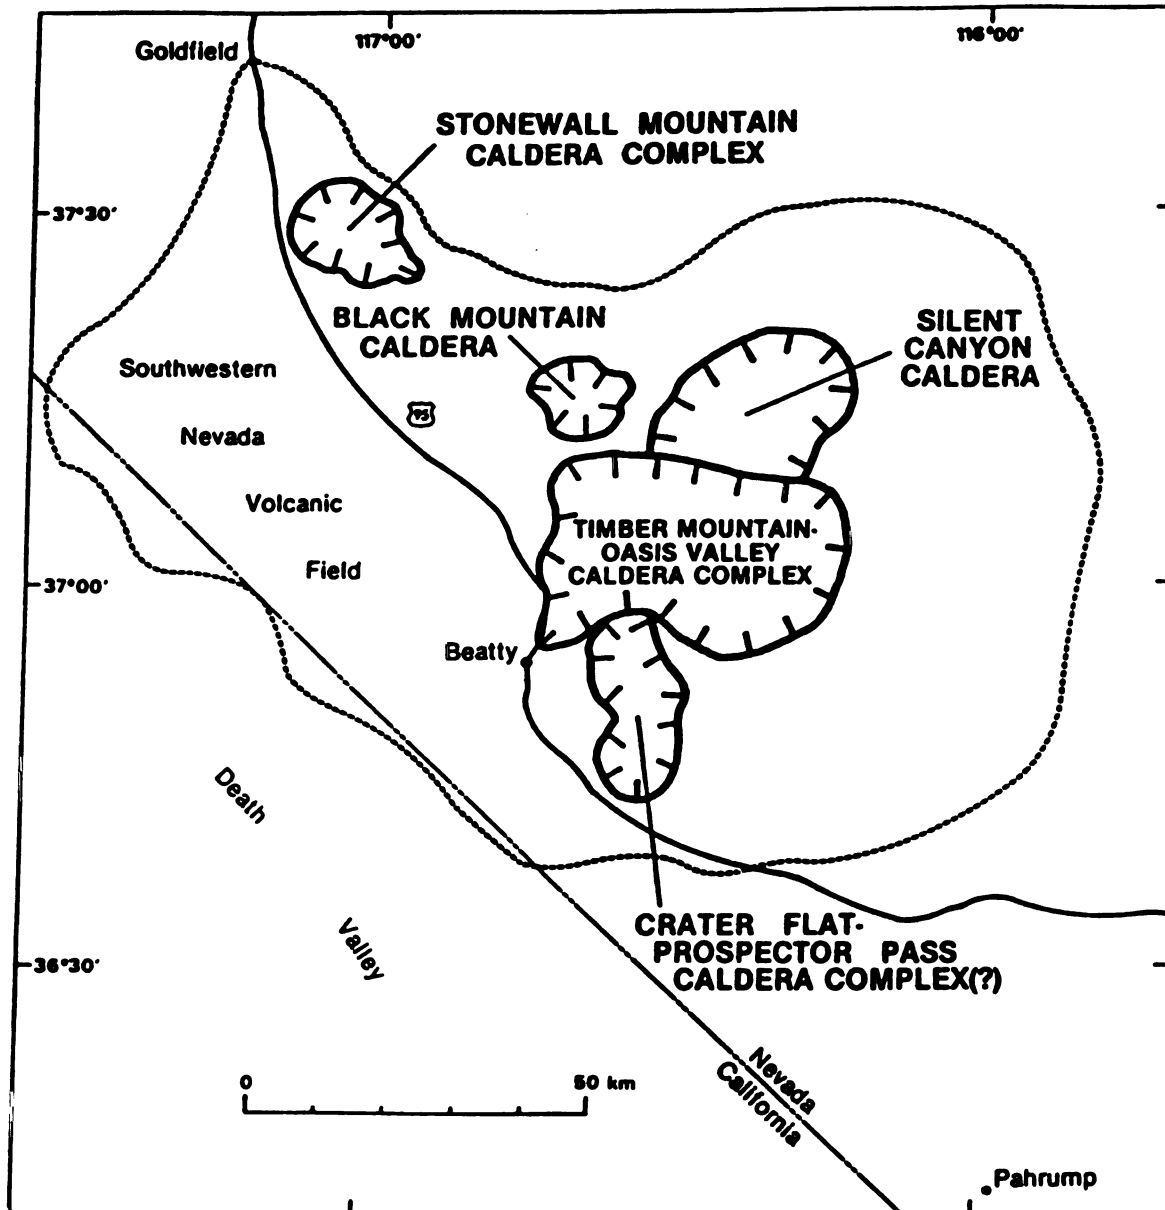 117°00'
116°00'
Goldfield
STONEWALL MOUNTAIN
CALDERA COMPLEX
37°30'
BLACK MOUNTAIN
CALDERA
SILENT
CANYON
CALDERA
Southwestern
Nevada
Volcanic
Field
95
TIMBER MOUNTAIN-
OASIS VALLEY
CALDERA COMPLEX
37°00'
Beatty
Death
Valley
CRATER FLAT-
PROSPECTOR PASS
CALDERA COMPLEX(?)
36°30'
0
50 km
Nevada
California
Pahrump